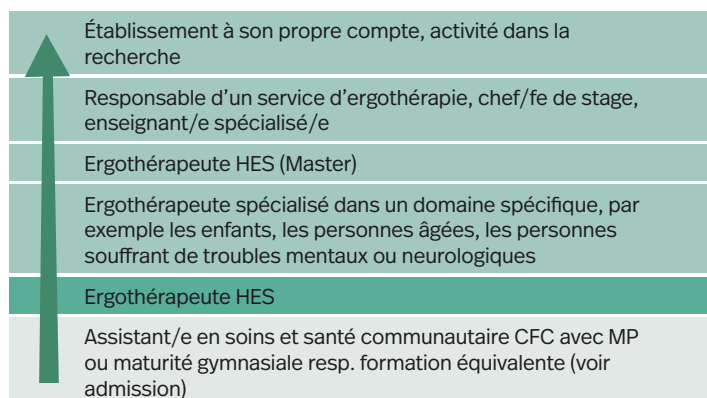 Établissement à son propre compte, activité dans la
recherche
Responsable d’un service d’ergothérapie, chef/fe de stage,
enseignant/e spécialisé/e
Ergothérapeute HES (Master)
Ergothérapeute spécialisé dans un domaine spécifique, par
exemple les enfants, les personnes âgées, les personnes
souffrant de troubles mentaux ou neurologiques
Ergothérapeute HES
Assistant/e en soins et santé communautaire CFC avec MP
ou maturité gymnasiale resp. formation équivalente (voir
admission)